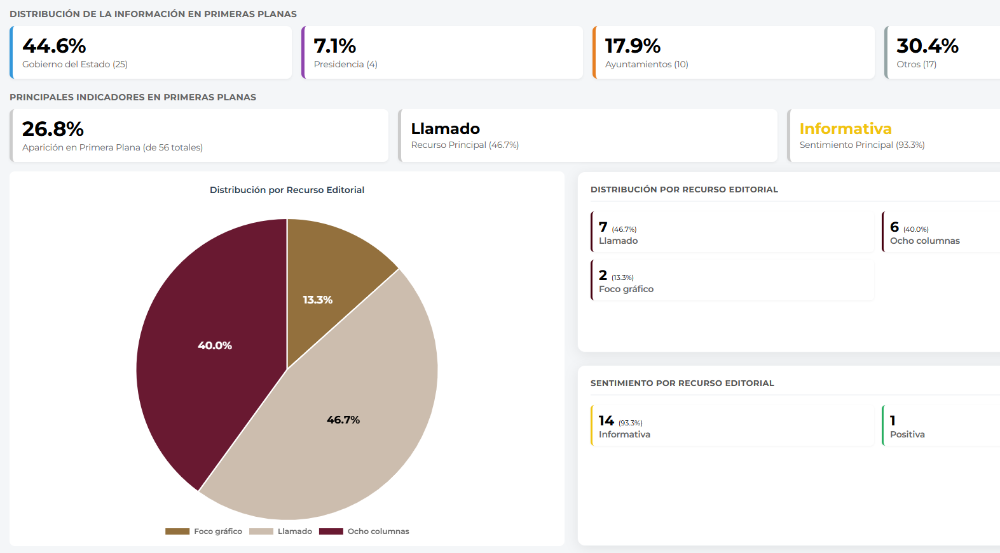 DISTRIBUCIÓN DE LA INFORMACIÓN EN PRIMERAS PLANAS
44.6%
Gobierno del Estado (25)
7.1%
Presidencia (4)
17.9%
Ayuntamientos (10)
30.4%
Otros (17)
PRINCIPALES INDICADORES EN PRIMERAS PLANAS
26.8%
Aparición en Primera Plana (de 56 totales)
Llamado
Recurso Principal (46.7%)
Informativa
Sentimiento Principal (93.3%)
Distribución por Recurso Editorial
13.3%
40.0%
46.7%
Foco gráfico
Llamado
Ocho columnas
DISTRIBUCIÓN POR RECURSO EDITORIAL
7 (46.7%)
Llamado
6 (40.0%)
Ocho columnas
2 (13.3%)
Foco gráfico
SENTIMIENTO POR RECURSO EDITORIAL
14 (93.3%)
Informativa
1
Positiva